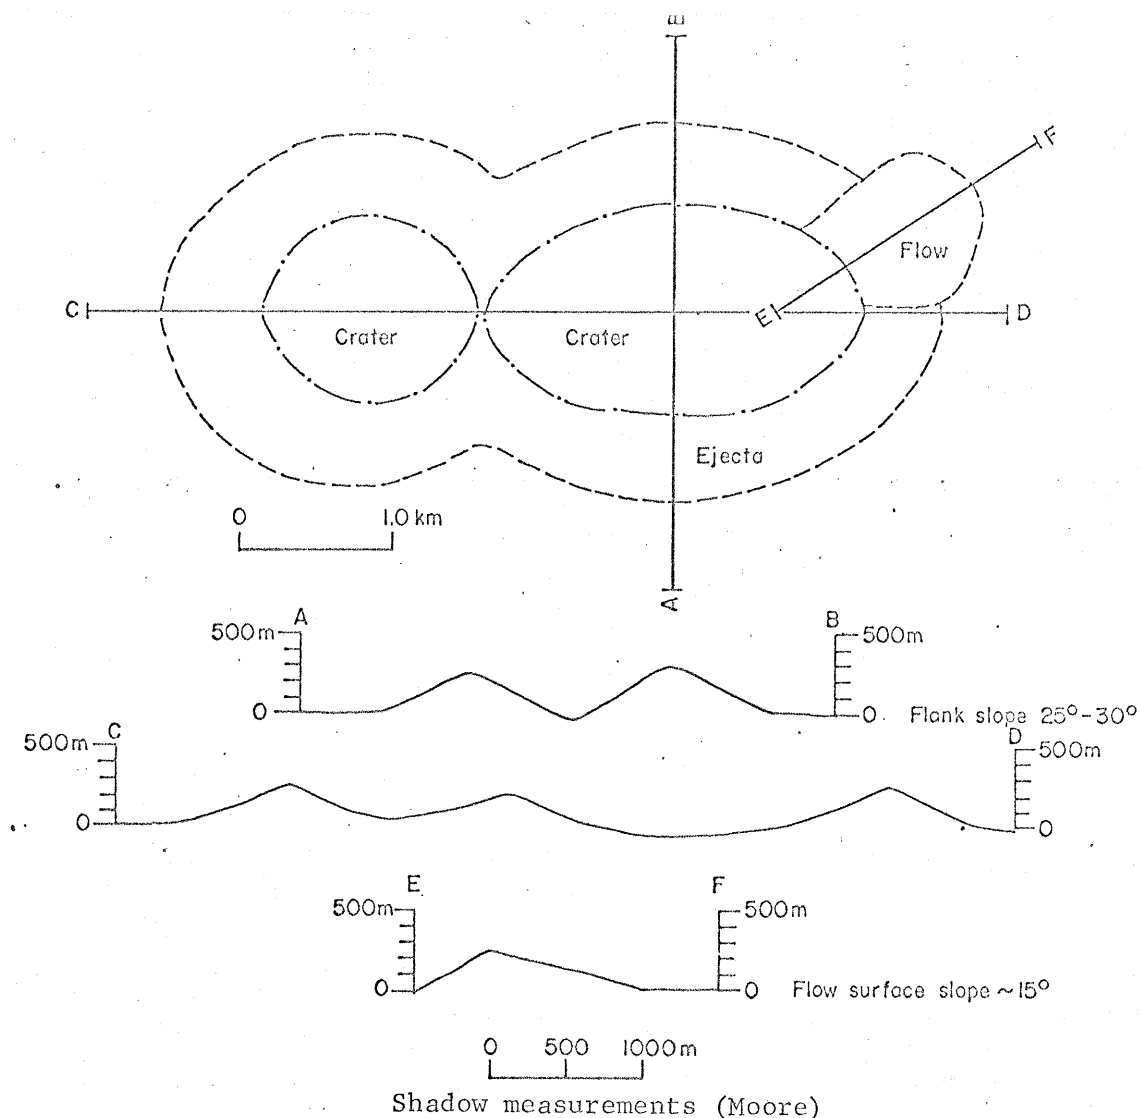 B
F
Flow
C
E
D
Crater
Crater
Ejecta
0 1.0 km
A
A B
500m 500m
0 0 Flank slope 25°-30°
C D
500m 500m
0 0
E F
500m 500m
0 0 Flow surface slope ~15°
0 500 1000m
Shadow measurements (Moore)